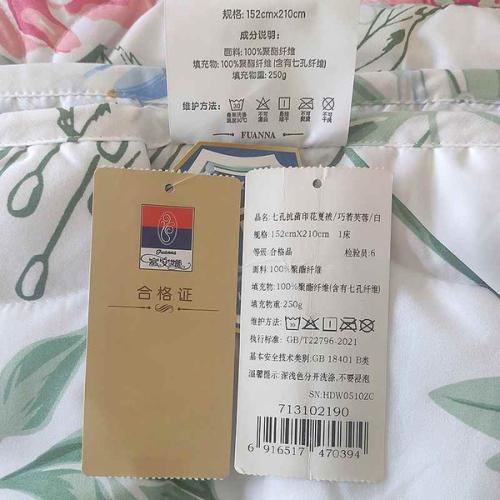 规格: 152cmx210cm
成分说明:
面料: 100%聚酯纤维
填充物: 100%聚酯纤维(含有七孔纤维)
填充物重: 250g
维护方法:
FUANNA
Fuanna
富安娜
合格证
品名: 七孔抗菌印花夏被/巧若芙蓉/白
规格: 152cmX210cm 1床
等级: 合格品 检验员: 6
面料: 100%聚酯纤维
填充物: 100%聚酯纤维(含有七孔纤维)
填充物重: 250g
维护方法:
执行标准: GB/T22796-2021
基本安全技术类别: GB 18401 B类
温馨提示: 深浅色分开洗涤,不要浸泡
SN:HDW0510ZC
713102190
6 916517 470394